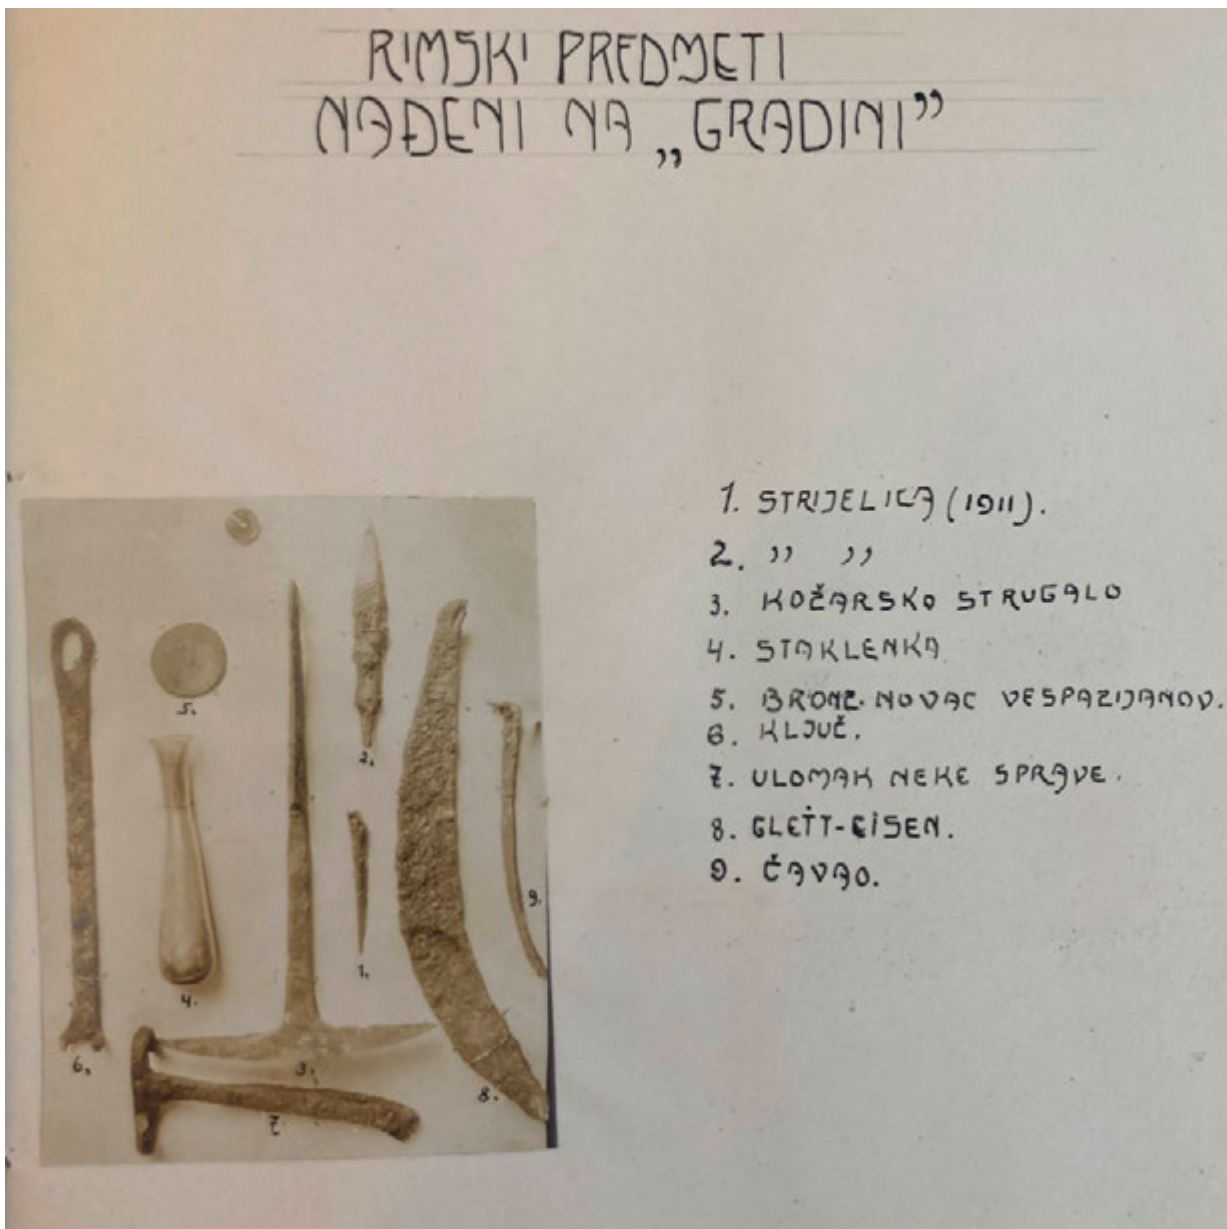 RIMSKI PREDMETI
NAĐENI NA „GRADINI”
1. STRIJELICA (1911).
2. ,, ,,
3. KOŽARSKO STRUGALO
4. STAKLENKA
5. BRONZ. NOVAC VESPAZIJANOV.
6. KLJUČ.
7. ULOMAK NEKE SPRAVE.
8. GLETT-EISEN.
9. ČAVAO.
2.
5.
9.
1.
4.
6.
3.
8.
7